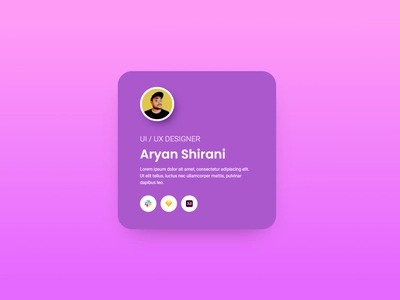 UI / UX DESIGNER
Aryan Shirani
Lorem ipsum dolor sit amet, consectetur adipiscing elit.
Ut elit tellus, luctus nec ullamcorper mattis, pulvinar
dapibus leo.
Xd